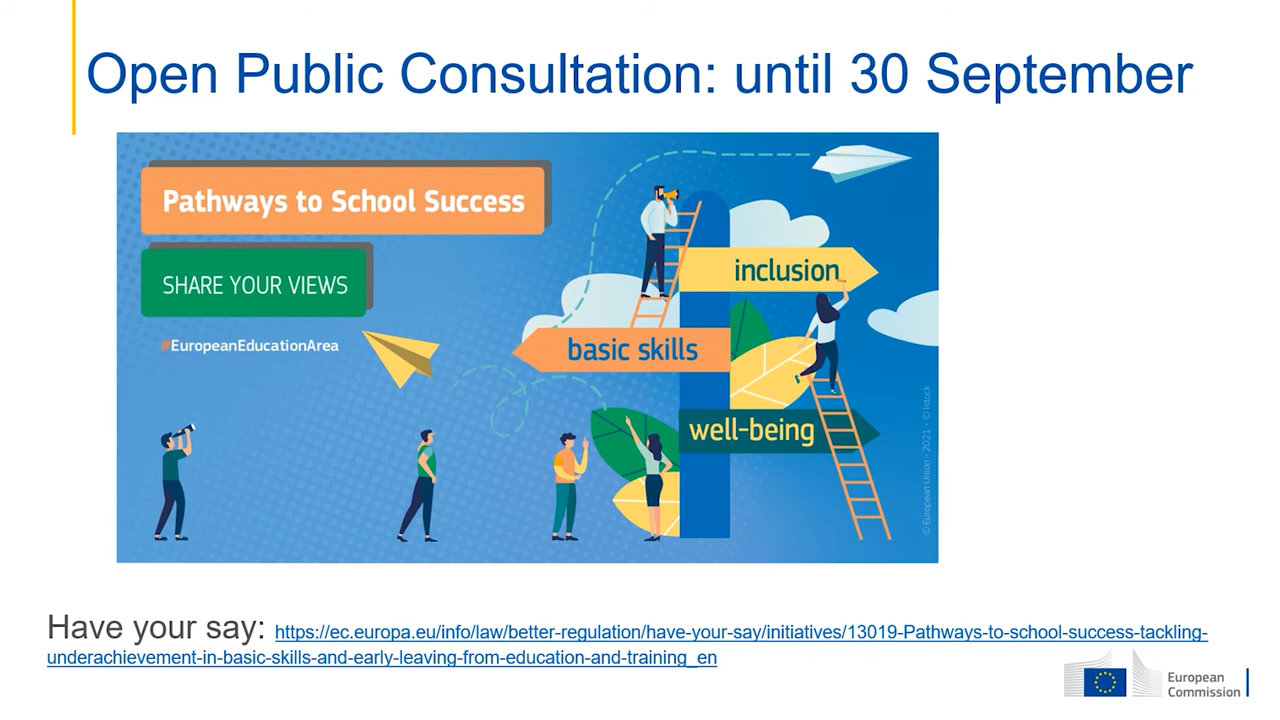 Open Public Consultation: until 30 September
Pathways to School Success
SHARE YOUR VIEWS
#EuropeanEducationArea
inclusion
basic skills
well-being
© European Union - 2021 - © Istock
Have your say: https://ec.europa.eu/info/law/better-regulation/have-your-say/initiatives/13019-Pathways-to-school-success-tackling-
underachievement-in-basic-skills-and-early-leaving-from-education-and-training_en
European
Commission